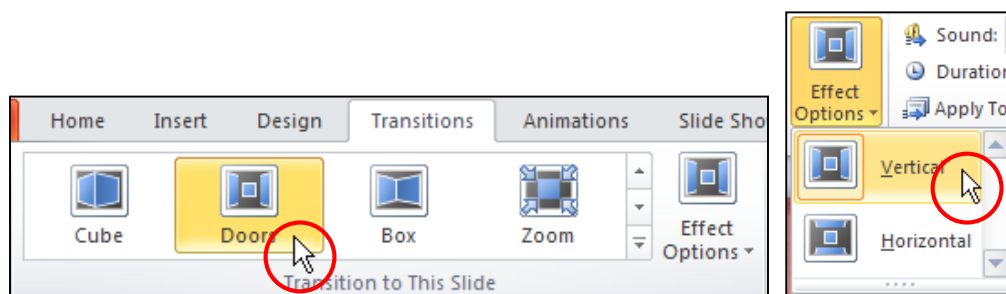 Home Insert Design Transitions Animations Slide Sho
Cube Doors Box Zoom Effect Options
Transition to This Slide
Sound:
Duration
Apply To
Effect
Options
Vertical
Horizontal